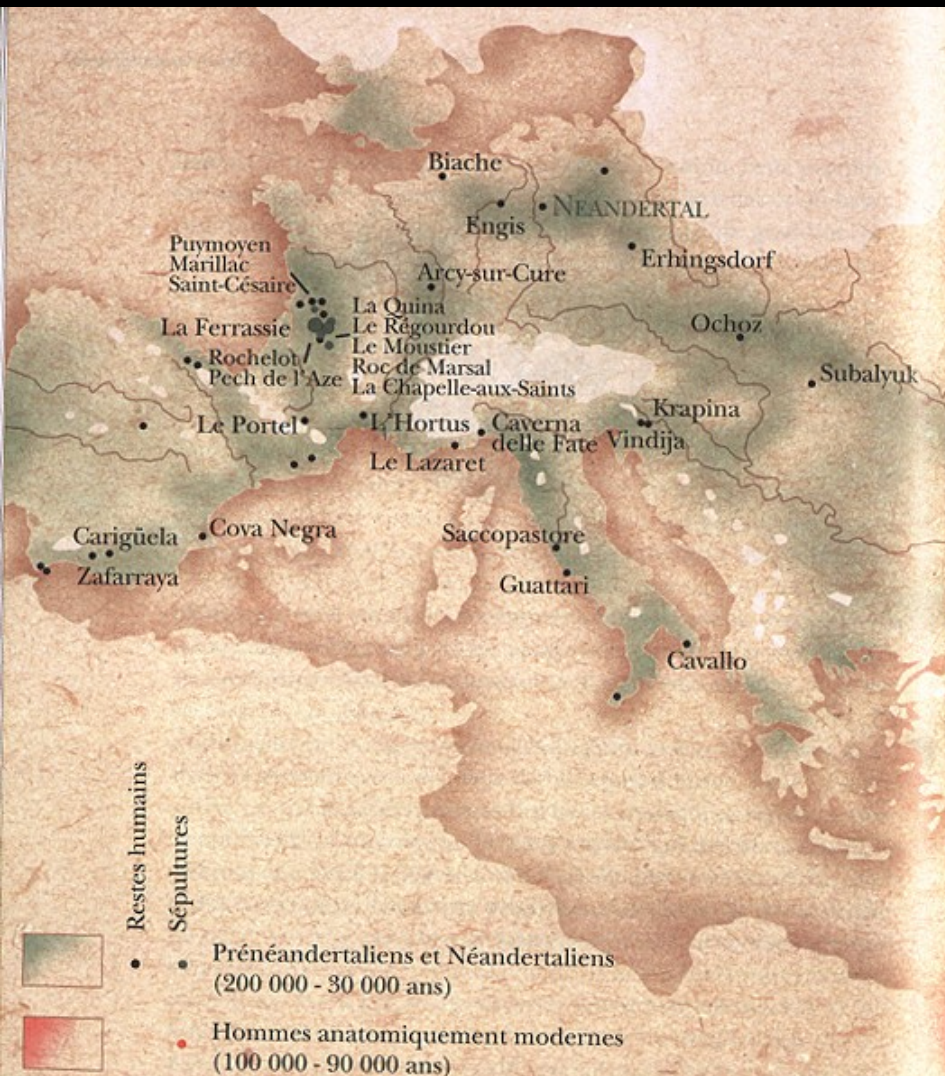 Biache
NEANDERTAL
Engis
Puymoyen
Marillac
Saint-Césaire
Erhingsdorf
Arcy-sur-Cure
La Quina
La Ferrassie
Le Régourdou
Ochoz
Le Moustier
Rochelot
Roc de Marsal
Pech de l'Aze
La Chapelle-aux-Saints
Subalyuk
Krapina
Le Portel
L'Hortus
Caverna
delle Fate
Vindija
Le Lazaret
Carigüela
Cova Negra
Saccopastore
Zafarraya
Guattari
Cavallo
Restes humains
Sépultures
Prénéandertaliens et Néandertaliens
(200 000 - 30 000 ans)
Hommes anatomiquement modernes
(100 000 - 90 000 ans)